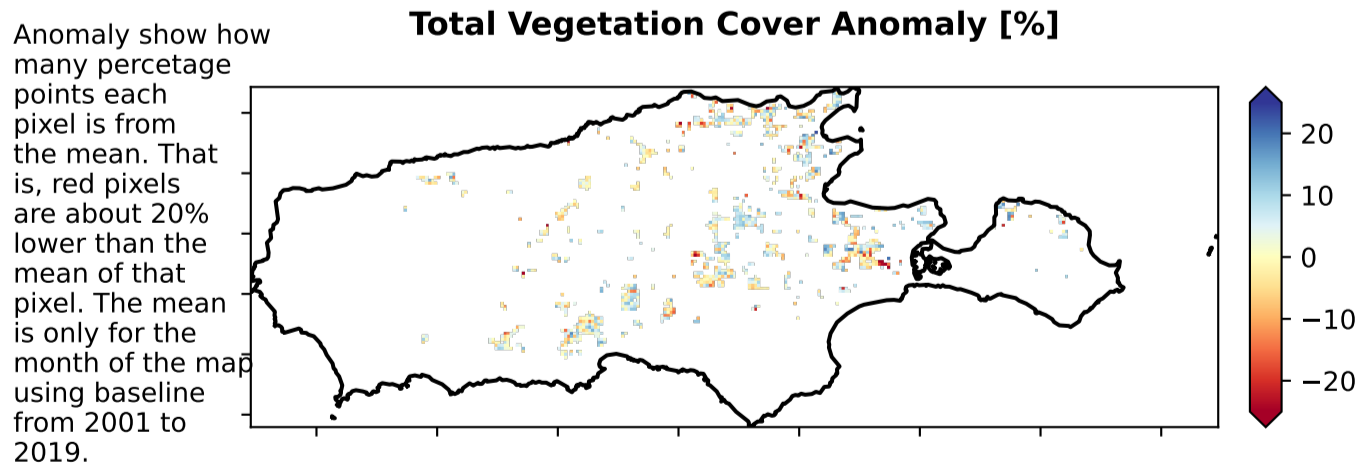 Total Vegetation Cover Anomaly [%]
Anomaly show how
many percetage
points each
pixel is from
the mean. That
is, red pixels
are about 20%
lower than the
mean of that
pixel. The mean
is only for the
month of the map
using baseline
from 2001 to
2019.
20
10
0
−10
−20